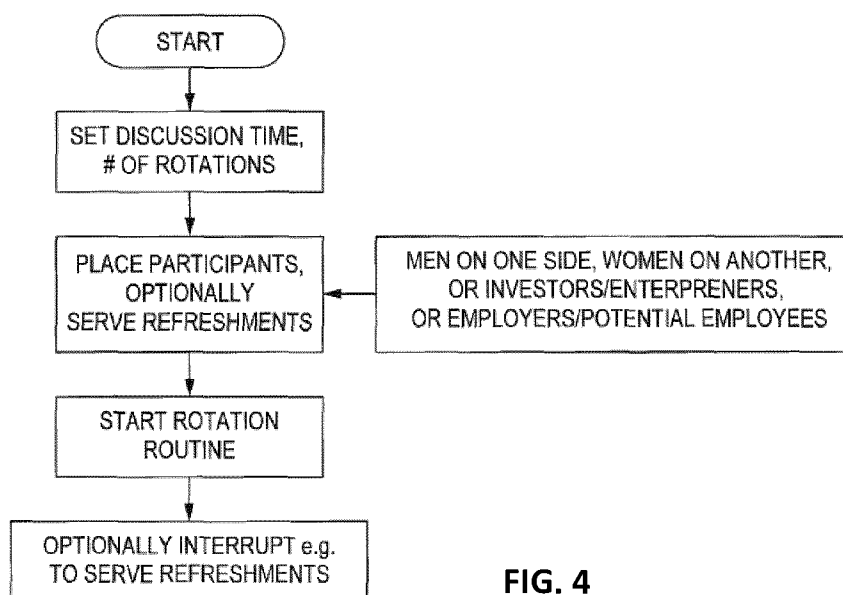 START
SET DISCUSSION TIME,
# OF ROTATIONS
PLACE PARTICIPANTS,
OPTIONALLY
SERVE REFRESHMENTS
MEN ON ONE SIDE, WOMEN ON ANOTHER,
OR INVESTORS/ENTERPRENERS,
OR EMPLOYERS/POTENTIAL EMPLOYEES
START ROTATION
ROUTINE
OPTIONALLY INTERRUPT e.g.
TO SERVE REFRESHMENTS
FIG. 4